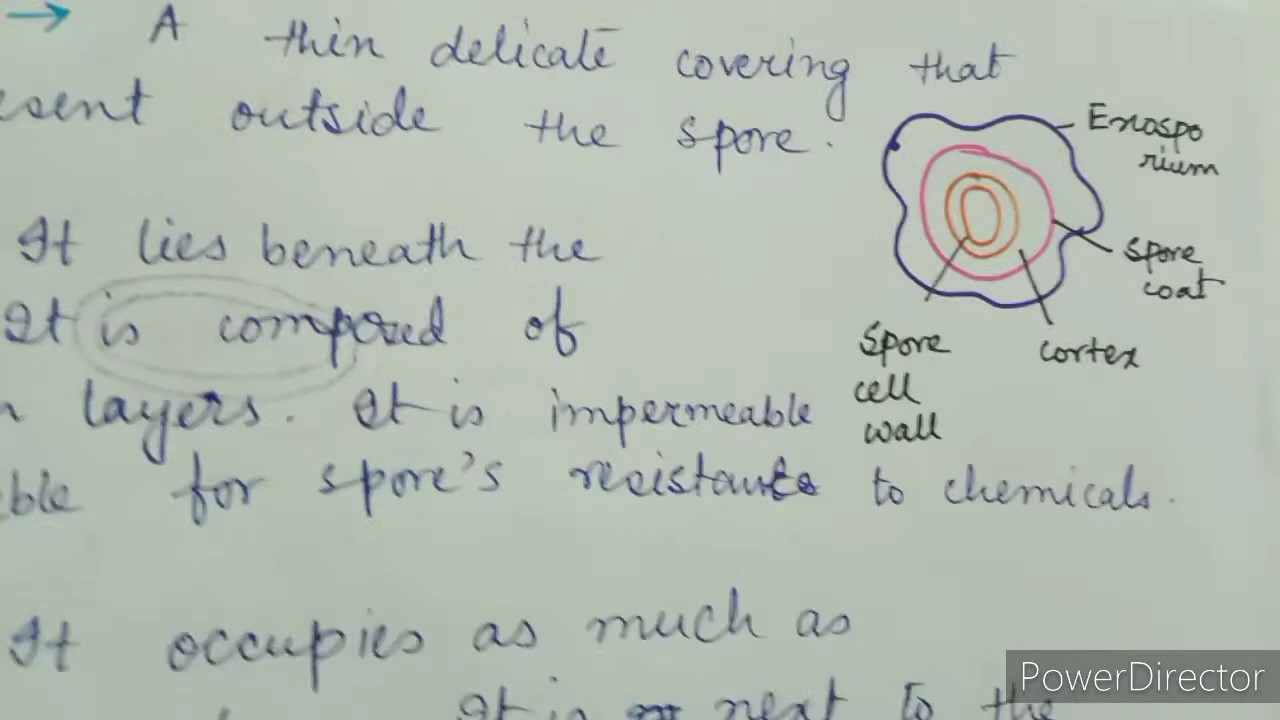 → A thin delicate covering that
esent outside the spore.
It lies beneath the
It is composed of
n layers. It is impermeable
ble for spore's resistance to chemicals.
It occupies as much as
It is next to the
Exospo
rium
Spore
coat
cortex
Spore
cell
wall
PowerDirector